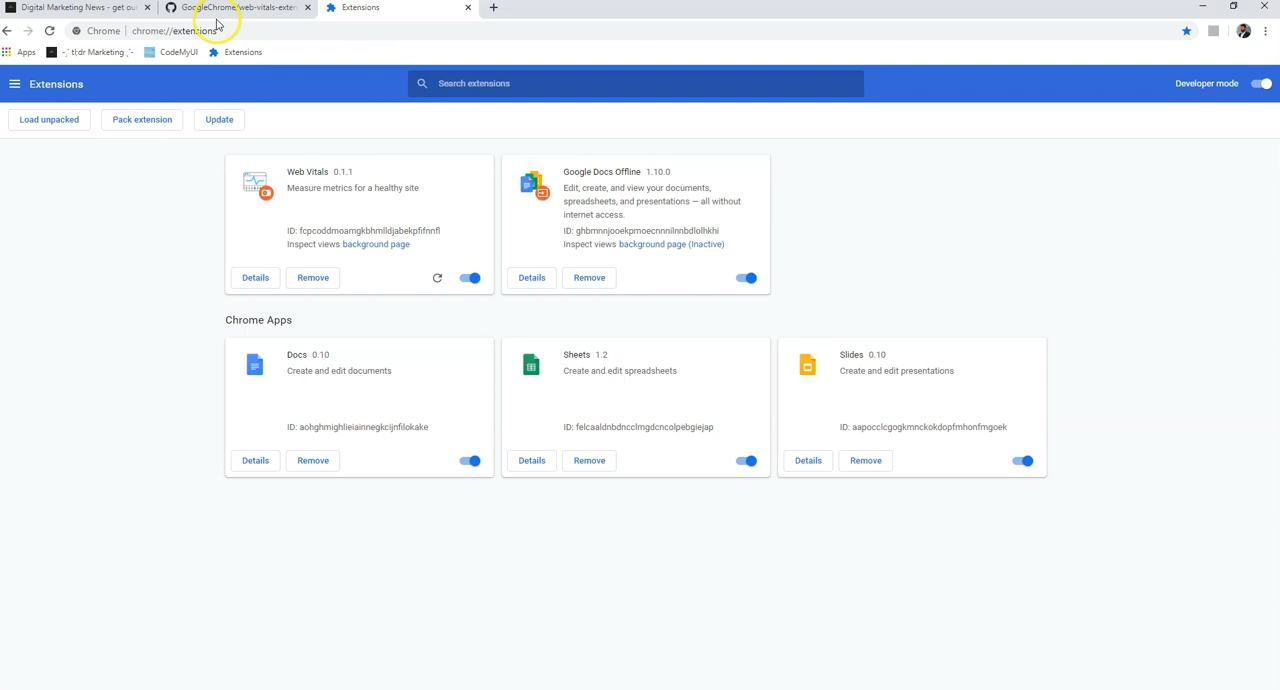 Digital Marketing News - get our
GoogleChrome/web-vitals-exten
Extensions
Chrome | chrome://extensions
Apps
-,¨ tl;dr Marketing ,¨-
CodeMyUI
Extensions
Extensions
Search extensions
Developer mode
Load unpacked
Pack extension
Update
Web Vitals 0.1.1
Measure metrics for a healthy site
ID: fcpcoddmoamgkbhmlldjabekpfifnnfl
Inspect views background page
Details
Remove
Google Docs Offline 1.10.0
Edit, create, and view your documents,
spreadsheets, and presentations — all without
internet access.
ID: ghbmnnjooekpmoecnnnilnnbdlolhkhi
Inspect views background page (Inactive)
Details
Remove
Chrome Apps
Docs 0.10
Create and edit documents
ID: aohghmighlieiainnegkcijnfilokake
Details
Remove
Sheets 1.2
Create and edit spreadsheets
ID: felcaaldnbdncclmgdcncolpebgiejap
Details
Remove
Slides 0.10
Create and edit presentations
ID: aapocclcgogkmnckokdopfmhonfmgoek
Details
Remove